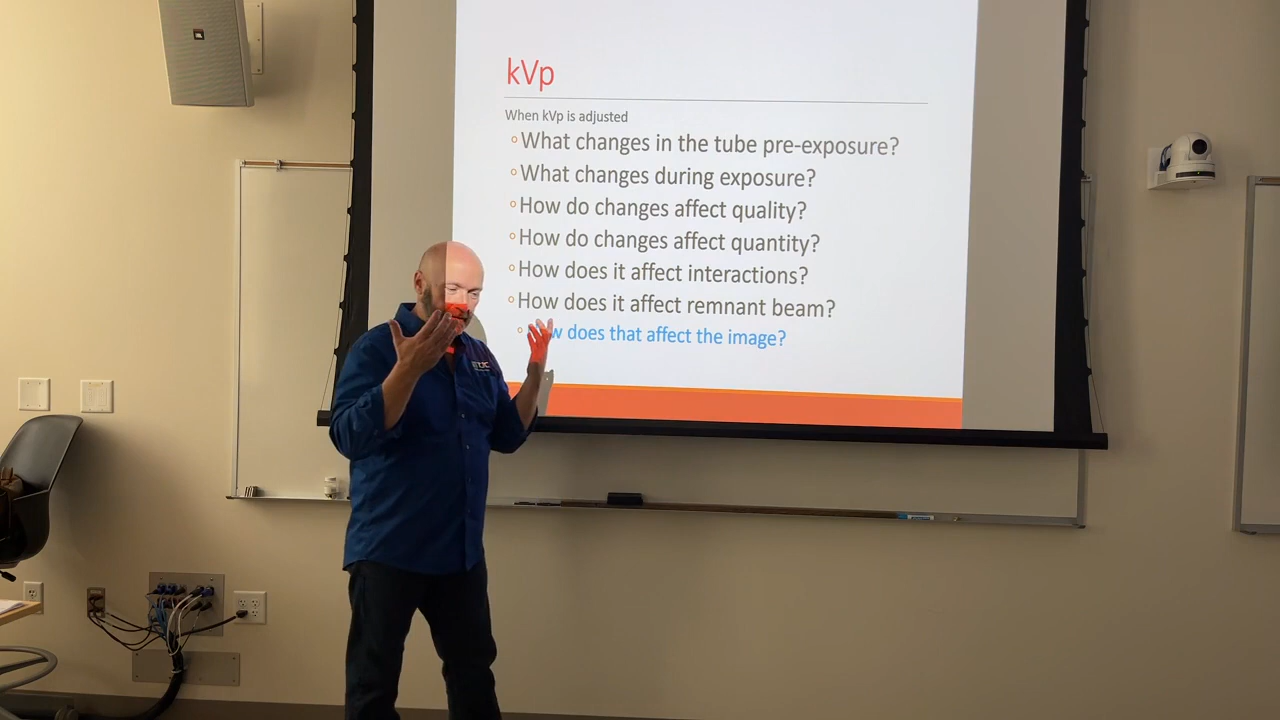 kVp
When kVp is adjusted
What changes in the tube pre-exposure?
What changes during exposure?
How do changes affect quality?
How do changes affect quantity?
How does it affect interactions?
How does it affect remnant beam?
How does that affect the image?
JBL